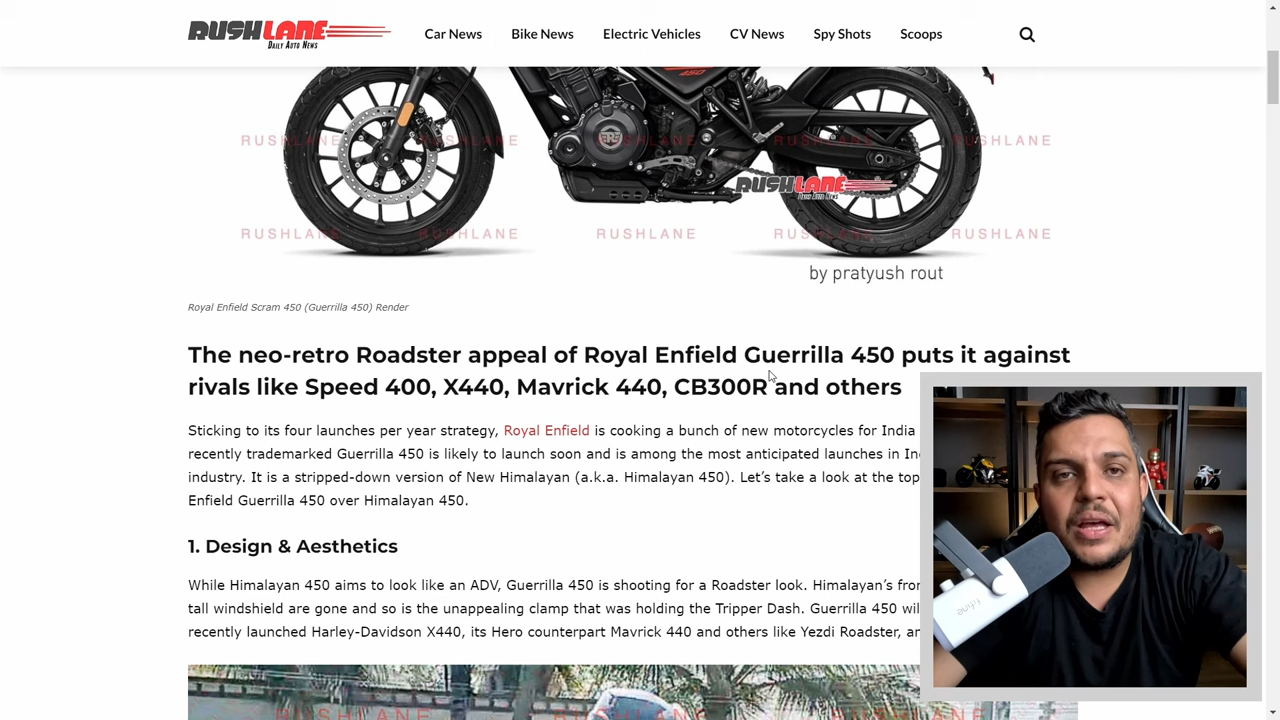 RUSHLANE
DAILY AUTO NEWS
Car News
Bike News
Electric Vehicles
CV News
Spy Shots
Scoops
450
RUSHLANE RUSHLANE RUSHLANE RUSHLANE RUSHLANE
RUSHLANE
DAILY AUTO NEWS
RUSHLANE RUSHLANE RUSHLANE RUSHLANE RUSHLANE
by pratyush rout
Royal Enfield Scram 450 (Guerrilla 450) Render
The neo-retro Roadster appeal of Royal Enfield Guerrilla 450 puts it against
rivals like Speed 400, X440, Mavrick 440, CB300R and others
Sticking to its four launches per year strategy, Royal Enfield is cooking a bunch of new motorcycles for India
recently trademarked Guerrilla 450 is likely to launch soon and is among the most anticipated launches in
industry. It is a stripped-down version of New Himalayan (a.k.a. Himalayan 450). Let's take a look at the top
Enfield Guerrilla 450 over Himalayan 450.
1. Design & Aesthetics
While Himalayan 450 aims to look like an ADV, Guerrilla 450 is shooting for a Roadster look. Himalayan's
tall windshield are gone and so is the unappealing clamp that was holding the Tripper Dash. Guerrilla 450
recently launched Harley-Davidson X440, its Hero counterpart Mavrick 440 and others like Yezdi Roadster,
fifine